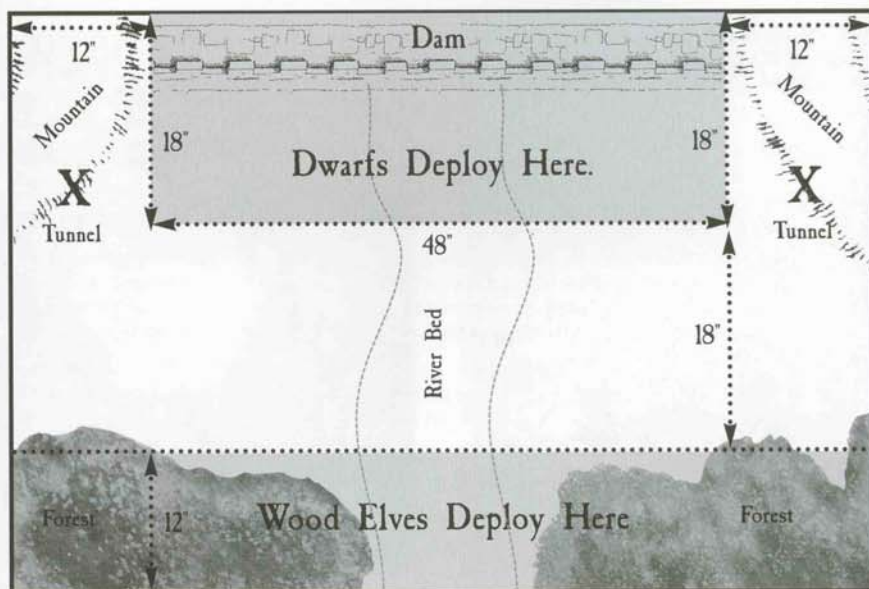 12"
Dam
12"
Mountain
Mountain
18"
Dwarfs Deploy Here.
18"
X
X
Tunnel
Tunnel
48"
River Bed
18"
Forest
12"
Wood Elves Deploy Here
Forest